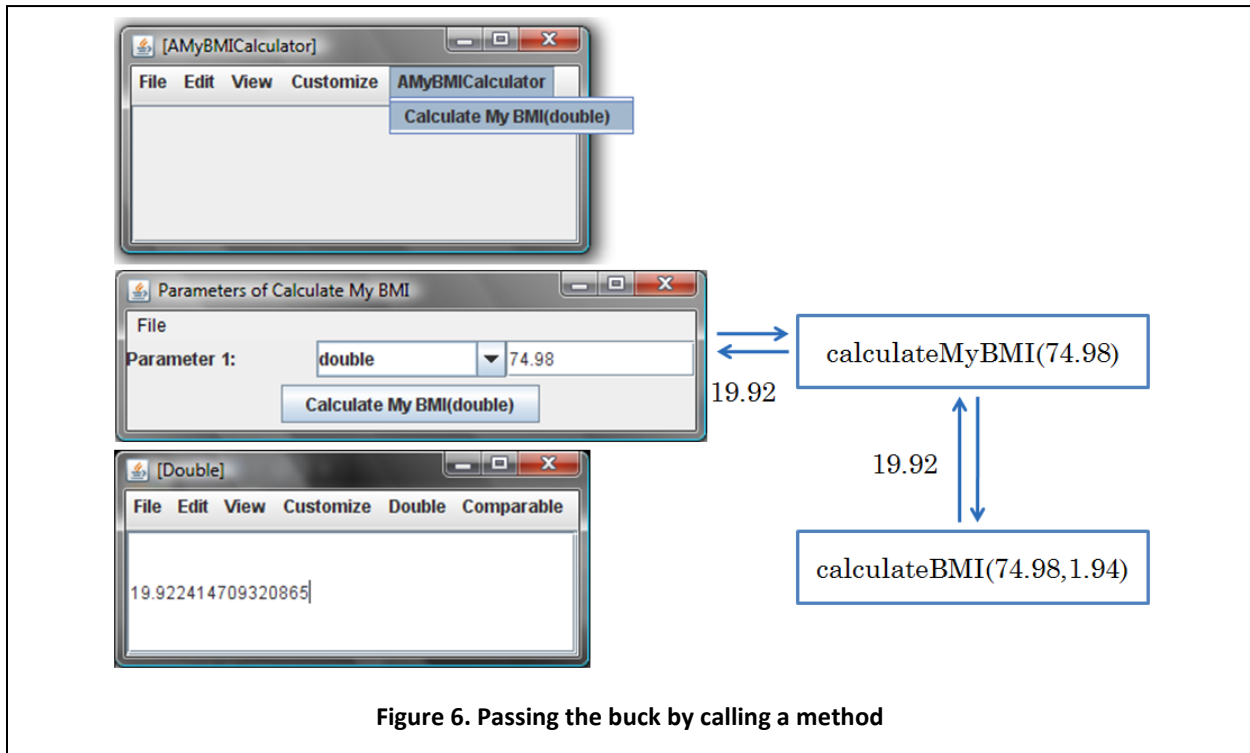 [AMyBMICalculator]
File Edit View Customize AMyBMICalculator
Calculate My BMI(double)
Parameters of Calculate My BMI
File
Parameter 1: double 74.98
Calculate My BMI(double)
19.92
calculateMyBMI(74.98)
19.92
calculateBMI(74.98,1.94)
[Double]
File Edit View Customize Double Comparable
19.922414709320865
Figure 6. Passing the buck by calling a method